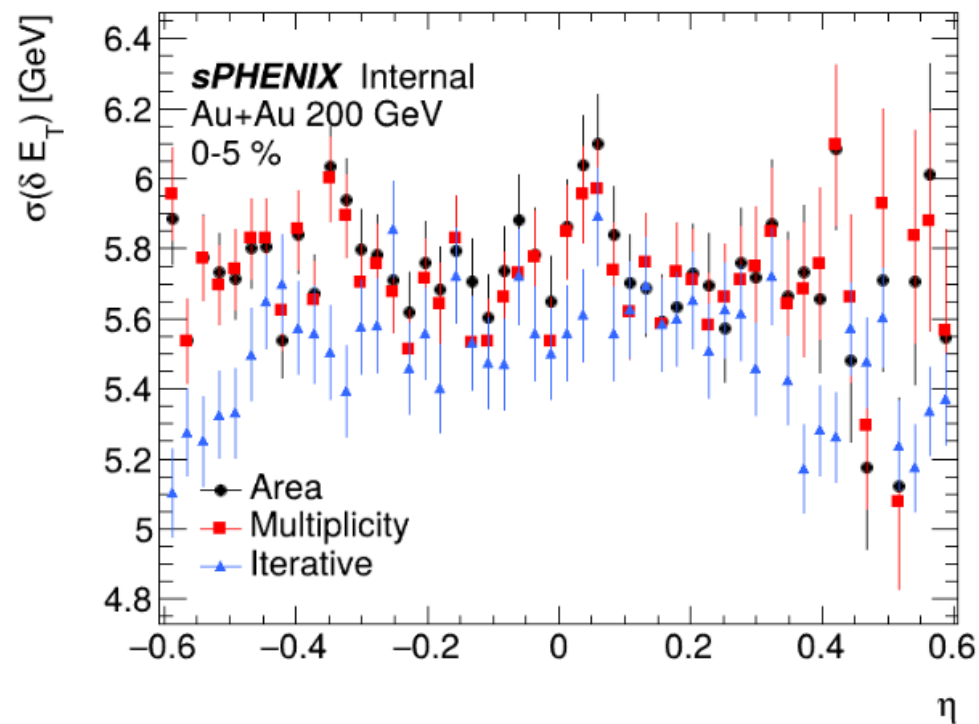 σ(δ E_T) [GeV]
6.4
6.2
6
5.8
5.6
5.4
5.2
5
4.8
sPHENIX Internal
Au+Au 200 GeV
0-5 %
Area
Multiplicity
Iterative
−0.6 −0.4 −0.2 0 0.2 0.4 0.6
η